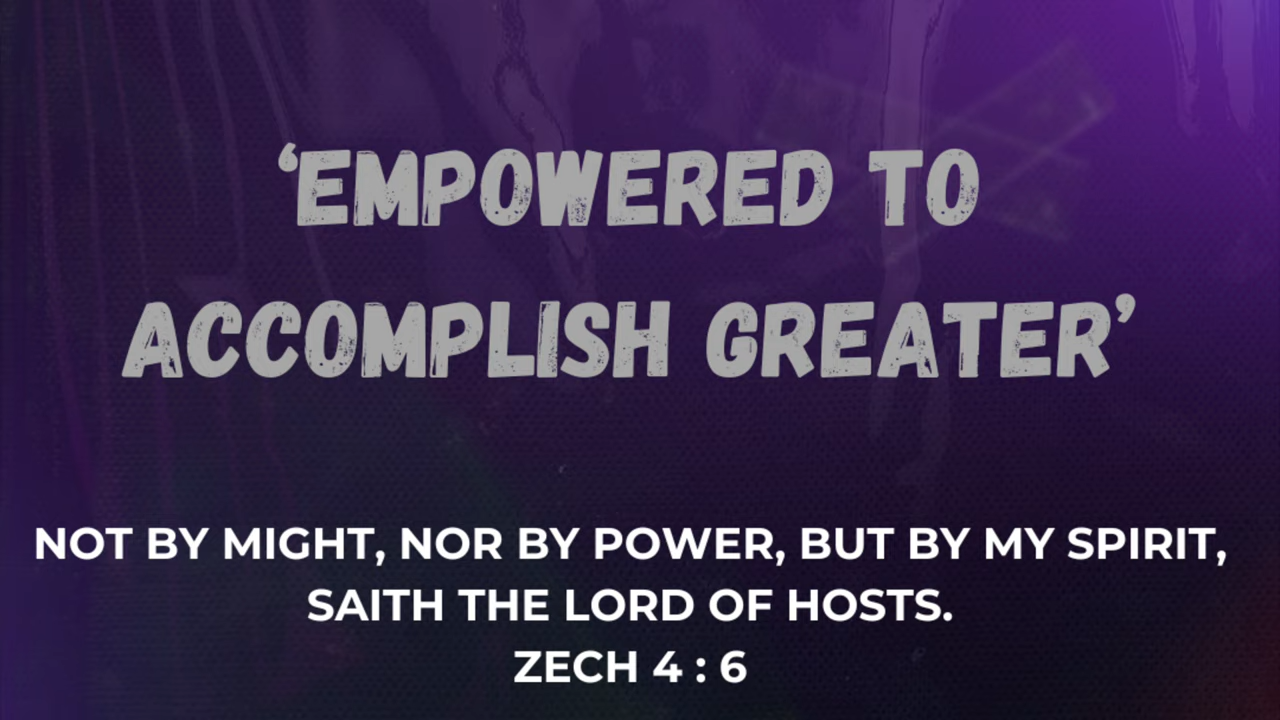 ‘EMPOWERED TO
ACCOMPLISH GREATER’
NOT BY MIGHT, NOR BY POWER, BUT BY MY SPIRIT,
SAITH THE LORD OF HOSTS.
ZECH 4 : 6